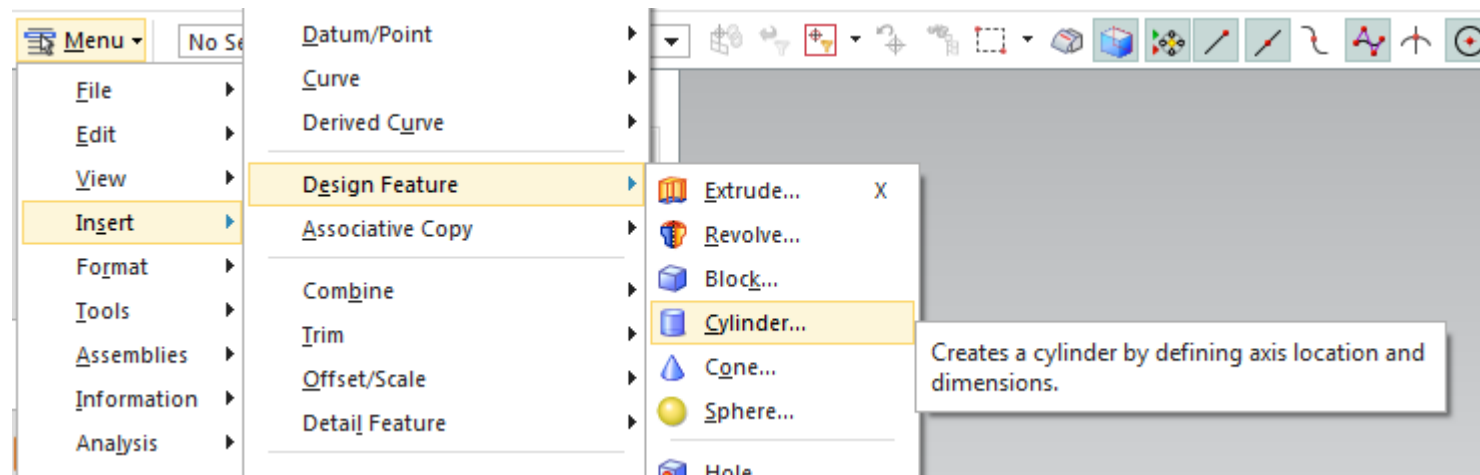 Menu
No Se
File
Edit
View
Insert
Format
Tools
Assemblies
Information
Analysis
Datum/Point
Curve
Derived Curve
Design Feature
Associative Copy
Combine
Trim
Offset/Scale
Detail Feature
Extrude... X
Revolve...
Block...
Cylinder...
Cone...
Sphere...
Hole
Creates a cylinder by defining axis location and
dimensions.